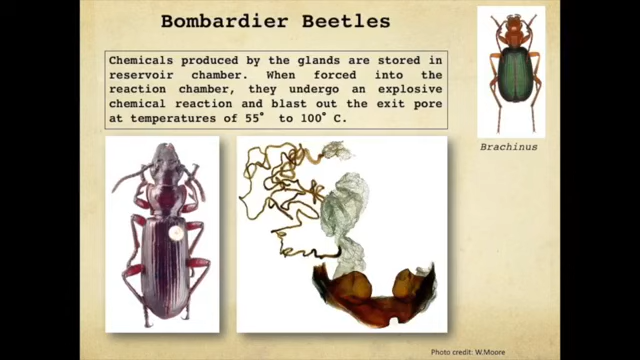 Bombardier Beetles
Chemicals produced by the glands are stored in
reservoir chamber. When forced into the
reaction chamber, they undergo an explosive
chemical reaction and blast out the exit pore
at temperatures of 55° to 100° C.
Brachinus
Photo credit: W.Moore